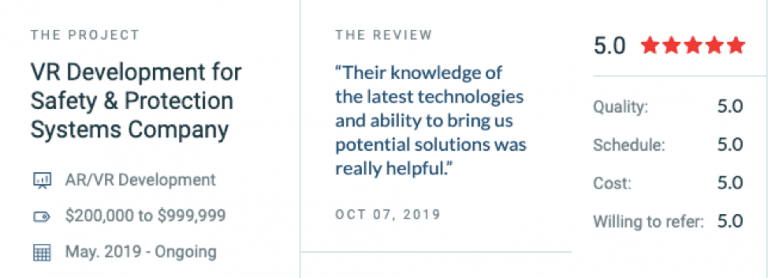 THE PROJECT
VR Development for
Safety & Protection
Systems Company
AR/VR Development
$200,000 to $999,999
May. 2019 - Ongoing
THE REVIEW
“Their knowledge of
the latest technologies
and ability to bring us
potential solutions was
really helpful.”
OCT 07, 2019
5.0
Quality: 5.0
Schedule: 5.0
Cost: 5.0
Willing to refer: 5.0